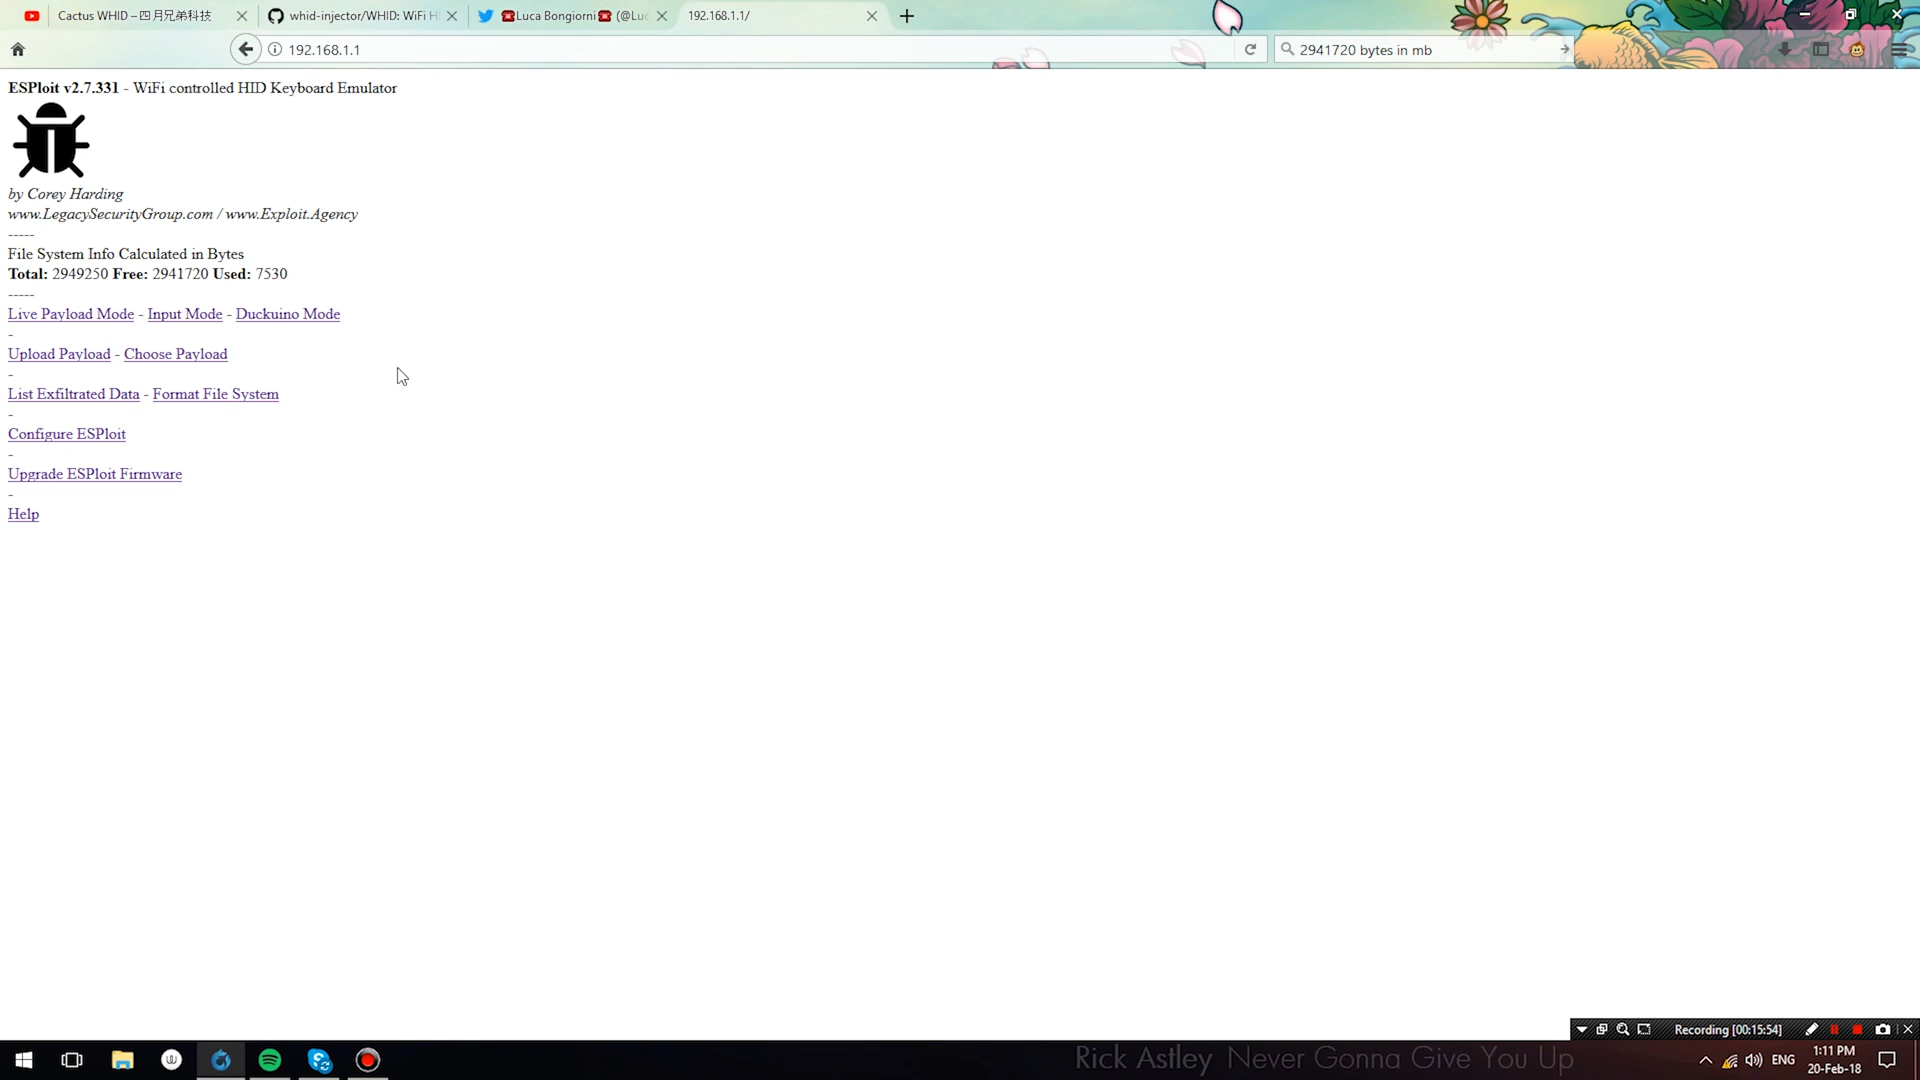 Cactus WHID – 四月兄弟科技
whid-injector/WHID: WiFi H
☎Luca Bongiorni☎ (@Luc
192.168.1.1/
192.168.1.1
2941720 bytes in mb
ESPloit v2.7.331 - WiFi controlled HID Keyboard Emulator
by Corey Harding
www.LegacySecurityGroup.com / www.Exploit.Agency
-----
File System Info Calculated in Bytes
Total: 2949250 Free: 2941720 Used: 7530
-----
Live Payload Mode - Input Mode - Duckuino Mode
-
Upload Payload - Choose Payload
-
List Exfiltrated Data - Format File System
-
Configure ESPloit
-
Upgrade ESPloit Firmware
-
Help
Recording [00:15:54]
Rick Astley Never Gonna Give You Up
ENG
1:11 PM
20-Feb-18